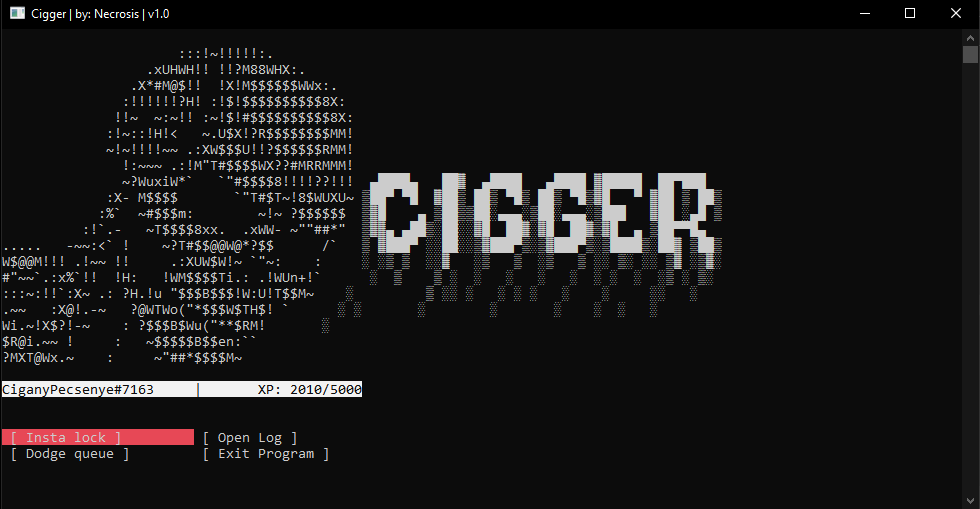 Cigger | by: Necrosis | v1.0
CIGGER
CiganyPecsenye#7163 | XP: 2010/5000
[ Insta lock ] [ Open Log ]
[ Dodge queue ] [ Exit Program ]